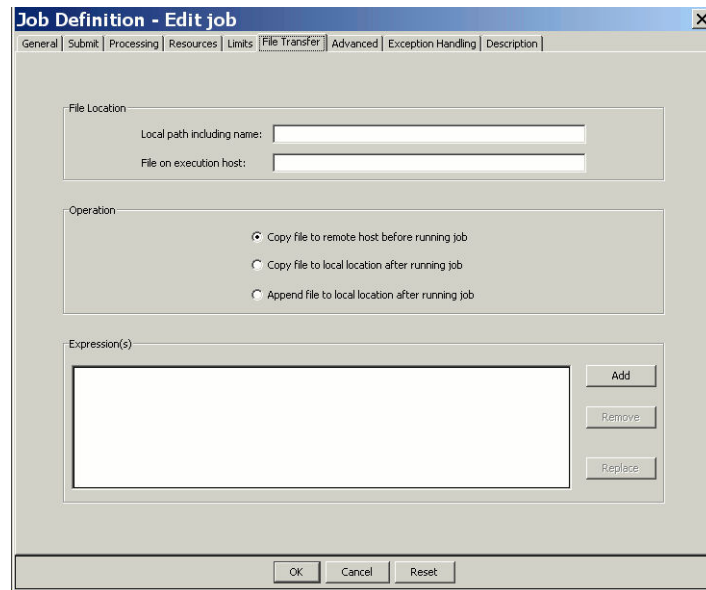 Job Definition - Edit job
General Submit Processing Resources Limits File Transfer Advanced Exception Handling Description
File Location
Local path including name:
File on execution host:
Operation
Copy file to remote host before running job
Copy file to local location after running job
Append file to local location after running job
Expression(s)
Add
Remove
Replace
OK Cancel Reset